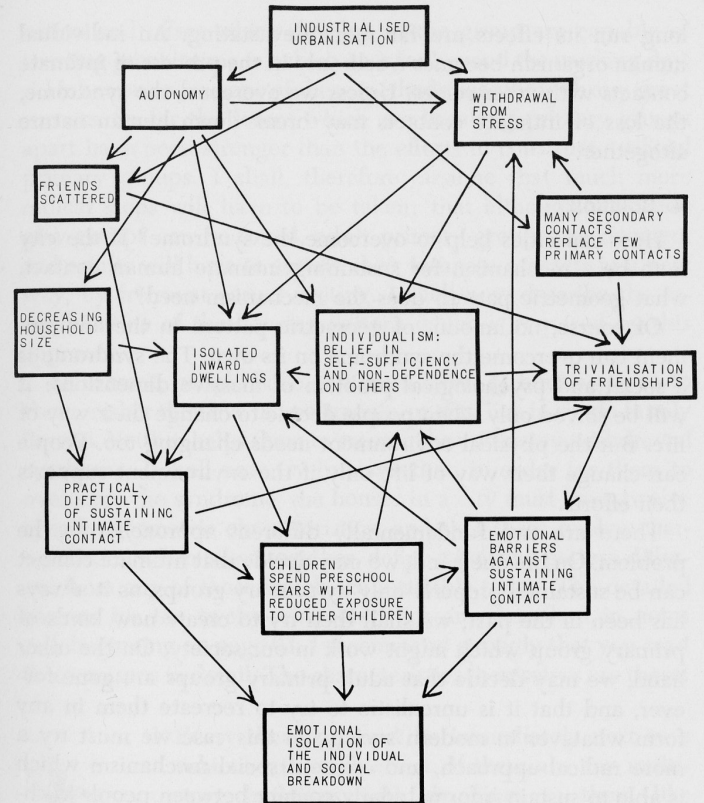 INDUSTRIALISED
URBANISATION
AUTONOMY
WITHDRAWAL
FROM
STRESS
FRIENDS
SCATTERED
MANY SECONDARY
CONTACTS
REPLACE FEW
PRIMARY CONTACTS
DECREASING
HOUSEHOLD
SIZE
ISOLATED
INWARD
DWELLINGS
INDIVIDUALISM:
BELIEF IN
SELF-SUFFICIENCY
AND NON-DEPENDENCE
ON OTHERS
TRIVIALISATION
OF FRIENDSHIPS
PRACTICAL
DIFFICULTY
OF SUSTAINING
INTIMATE
CONTACT
CHILDREN
SPEND PRESCHOOL
YEARS WITH
REDUCED EXPOSURE
TO OTHER CHILDREN
EMOTIONAL
BARRIERS
AGAINST
SUSTAINING
INTIMATE
CONTACT
EMOTIONAL
ISOLATION OF
THE INDIVIDUAL
AND SOCIAL
BREAKDOWN